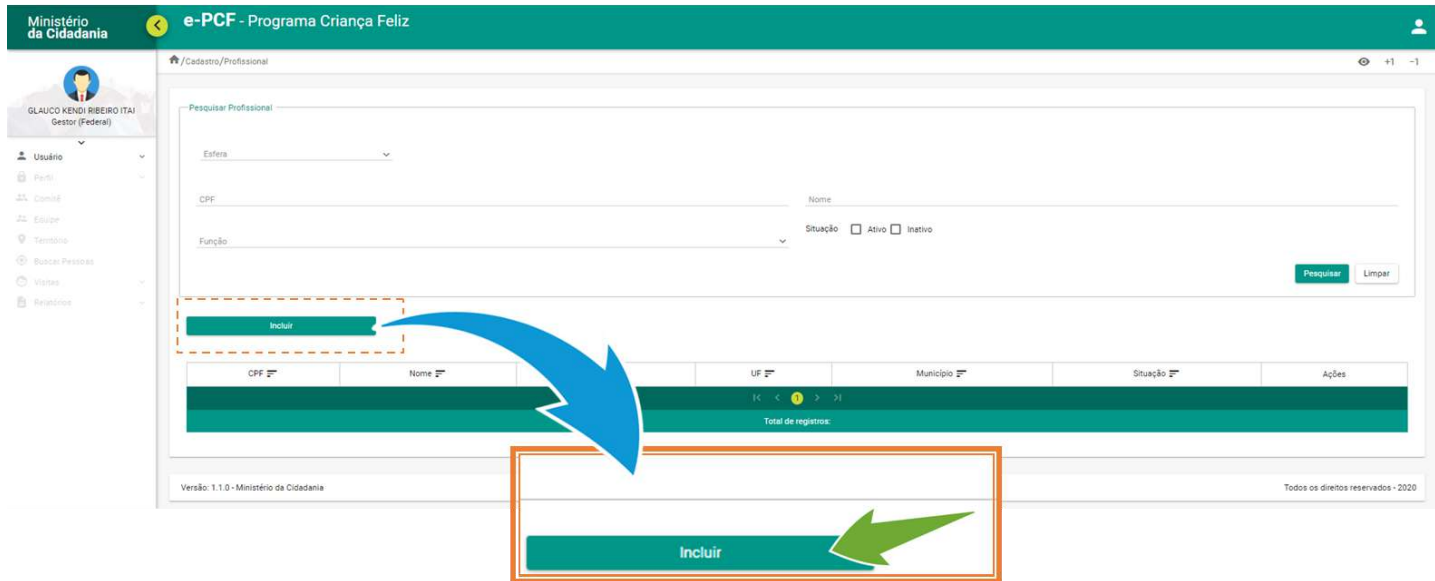 Ministério
da Cidadania
e-PCF - Programa Criança Feliz
/Cadastro/Profissional
+1 -1
GLAUCO KENDI RIBEIRO ITAI
Gestor (Federal)
Usuário
Perfil
Comitê
Equipe
Território
Buscar Pessoas
Visitas
Relatórios
Pesquisar Profissional
Esfera
CPF Nome
Função Situação Ativo Inativo
Pesquisar Limpar
Incluir
CPF Nome UF Município Situação Ações
1
Total de registros:
Versão: 1.1.0 - Ministério da Cidadania
Todos os direitos reservados - 2020
Incluir